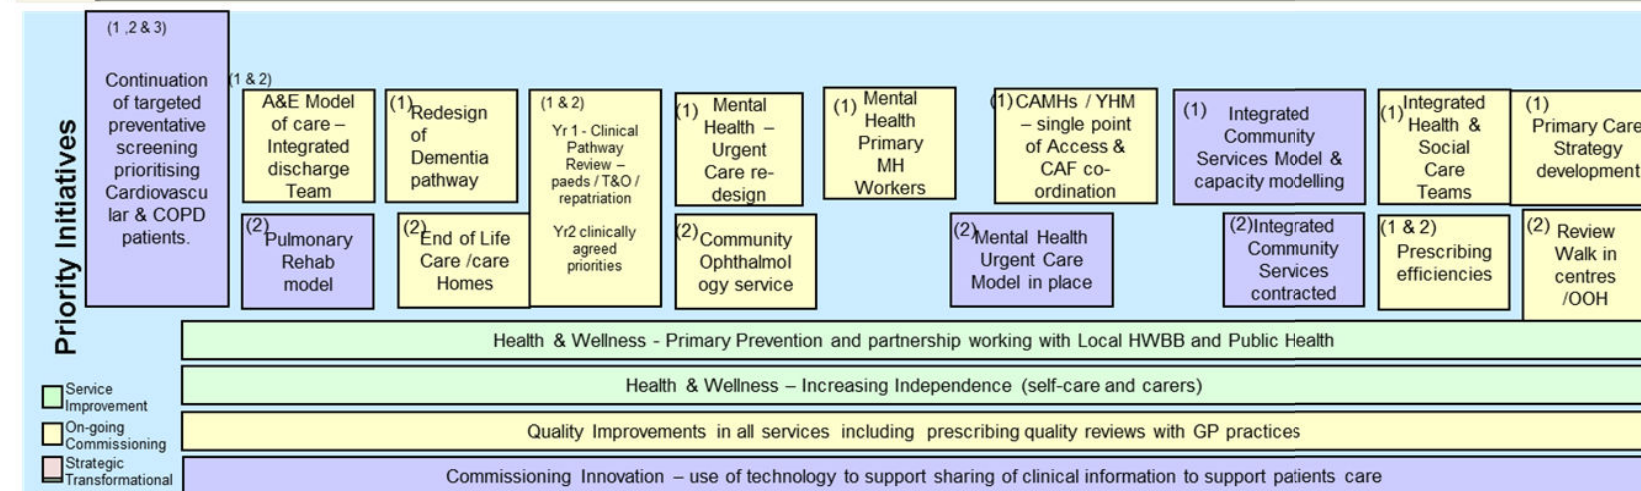 Priority Initiatives
(1 ,2 & 3)
Continuation
of targeted
preventative
screening
prioritising
Cardiovascu
lar & COPD
patients.
(1 & 2)
A&E Model
of care –
Integrated
discharge
Team
(1)
Redesign
of
Dementia
pathway
(1 & 2)
Yr 1 - Clinical
Pathway
Review –
paeds / T&O /
repatriation
Yr2 clinically
agreed
priorities
(1)
Mental
Health –
Urgent
Care re-
design
(1)
Mental
Health
Primary
MH
Workers
(1)
CAMHs / YHM
– single point
of Access &
CAF co-
ordination
(1)
Integrated
Community
Services Model &
capacity modelling
(1)
Integrated
Health &
Social
Care
Teams
(1)
Primary Care
Strategy
development
(2)
Pulmonary
Rehab
model
(2)
End of Life
Care /care
Homes
(2)
Community
Ophthalmol
ogy service
(2)
Mental Health
Urgent Care
Model in place
(2)
Integrated
Community
Services
contracted
(1 & 2)
Prescribing
efficiencies
(2)
Review
Walk in
centres
/OOH
Health & Wellness - Primary Prevention and partnership working with Local HWBB and Public Health
Health & Wellness – Increasing Independence (self-care and carers)
Quality Improvements in all services including prescribing quality reviews with GP practices
Commissioning Innovation – use of technology to support sharing of clinical information to support patients care
Service
Improvement
On-going
Commissioning
Strategic
Transformational